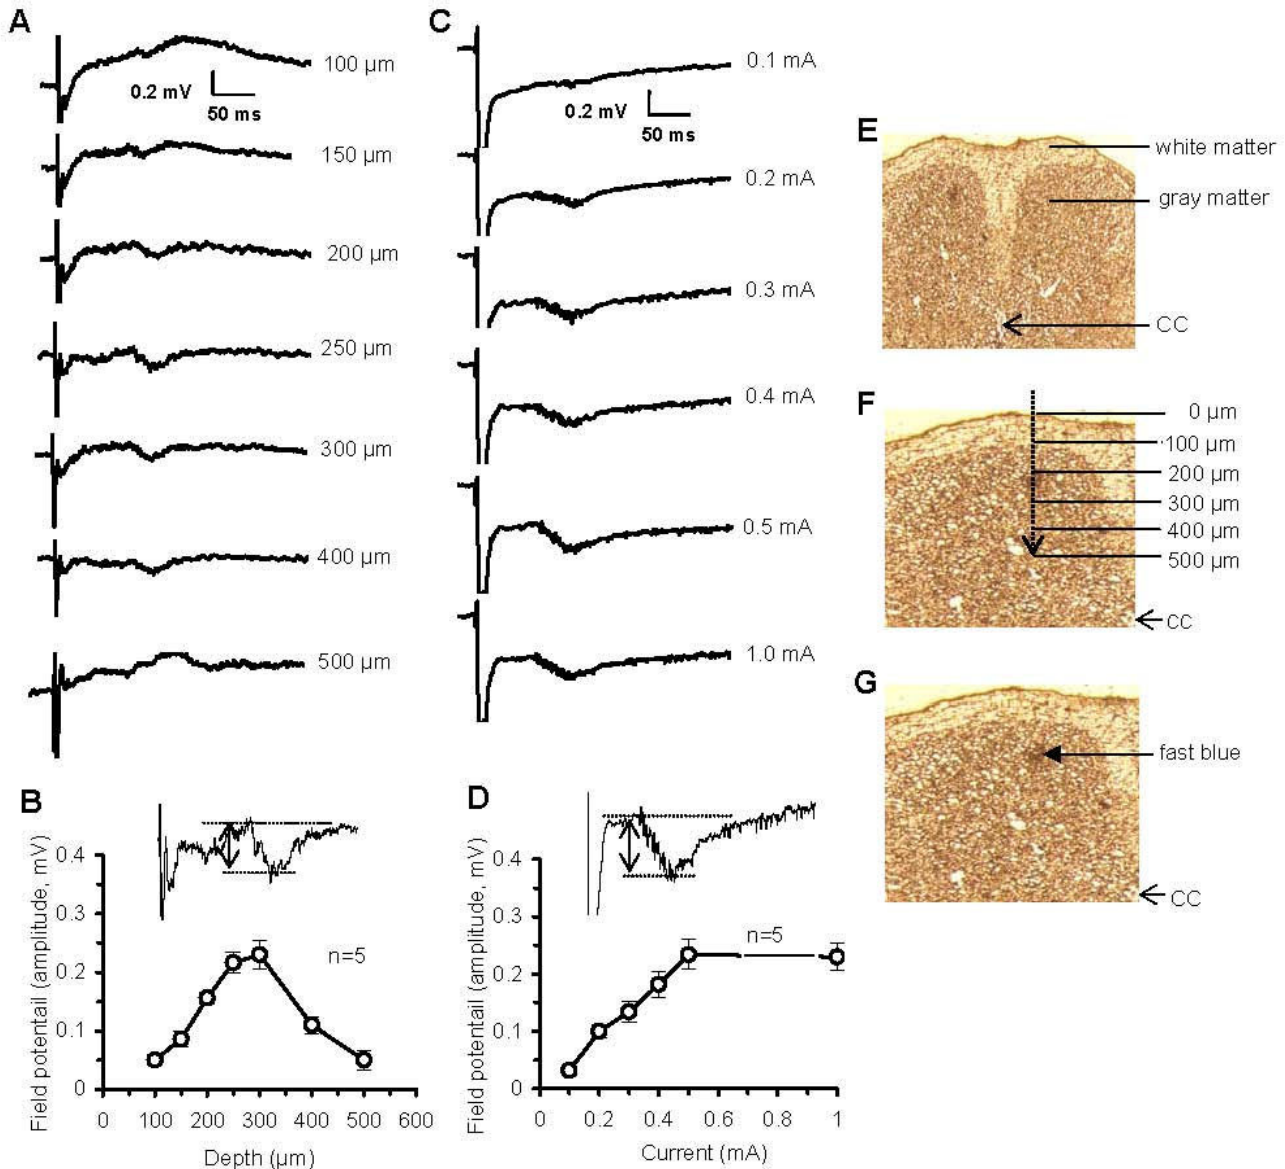 A
100 µm
0.2 mV
50 ms
150 µm
200 µm
250 µm
300 µm
400 µm
500 µm
B
Field potentail (amplitude, mV)
0.4
0.3
0.2
0.1
0
n=5
0 100 200 300 400 500 600
Depth (µm)
C
0.1 mA
0.2 mV
50 ms
0.2 mA
0.3 mA
0.4 mA
0.5 mA
1.0 mA
D
Field potentail (amplitude, mV)
0.4
0.3
0.2
0.1
0
n=5
0 0.2 0.4 0.6 0.8 1
Current (mA)
E
white matter
gray matter
CC
F
0 µm
100 µm
200 µm
300 µm
400 µm
500 µm
CC
G
fast blue
CC